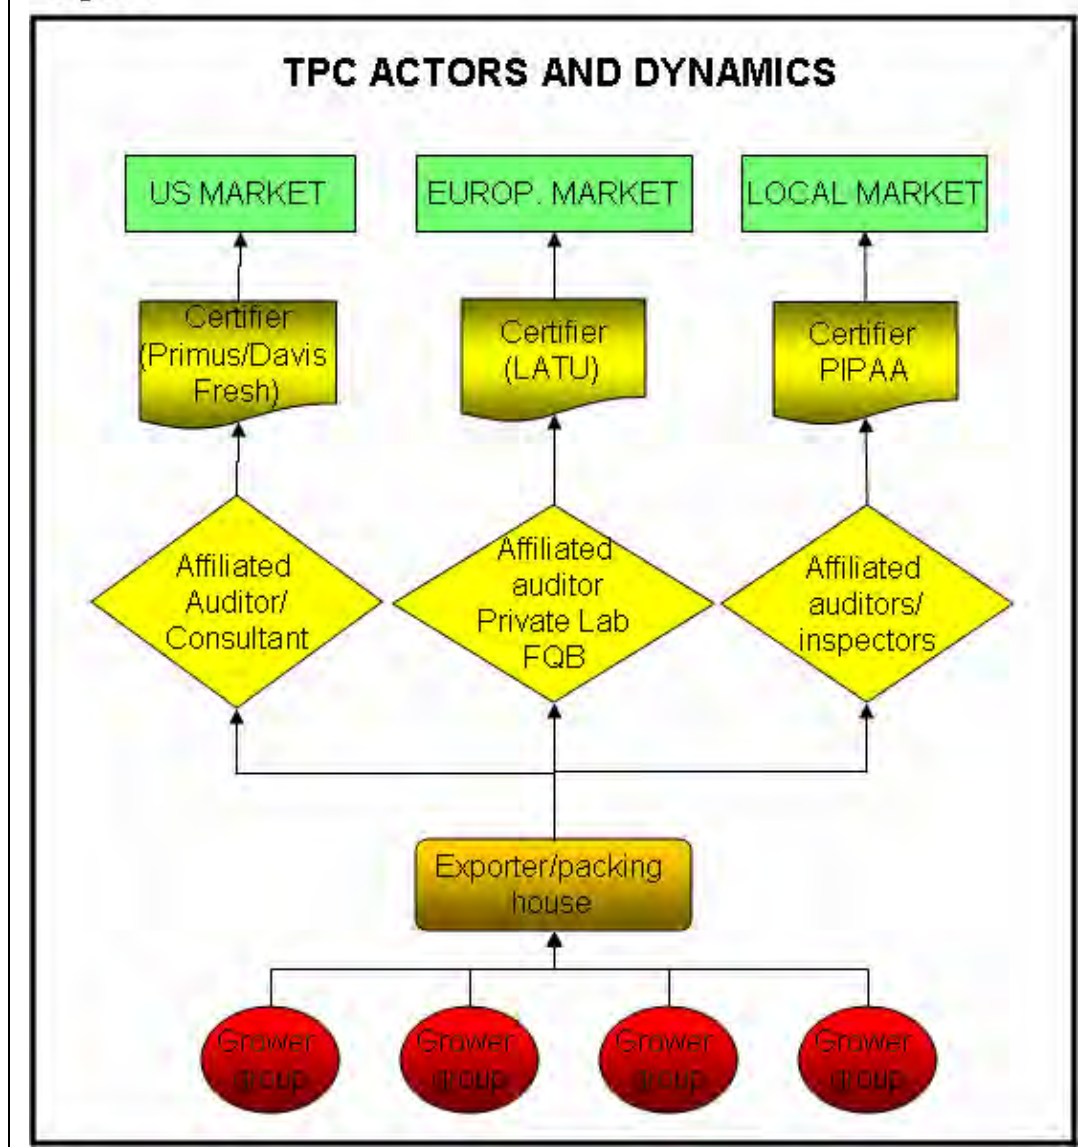 TPC ACTORS AND DYNAMICS
US MARKET
EUROP. MARKET
LOCAL MARKET
Certifier
(Primus/Davis
Fresh)
Certifier
(LATU)
Certifier
PIPAA
Affiliated
Auditor/
Consultant
Affiliated
auditor
Private Lab
FQB
Affiliated
auditors/
inspectors
Exporter/packing
house
Grower
group
Grower
group
Grower
group
Grower
group